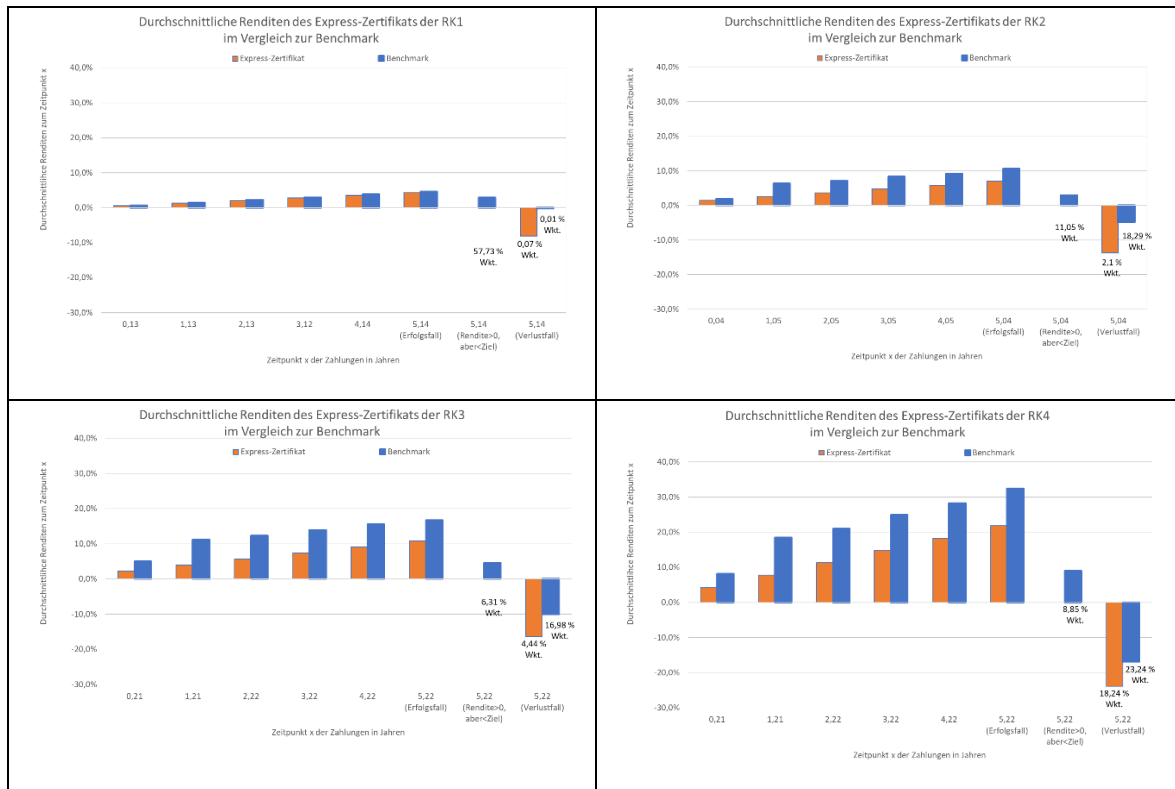 Durchschnittliche Renditen des Express-Zertifikats der RK1
im Vergleich zur Benchmark
Express-Zertifikat
Benchmark
Durchschnittlihce Renditen zum Zeitpunkt x
40,0%
30,0%
20,0%
10,0%
0,0%
-10,0%
-20,0%
-30,0%
57,73 %
Wkt.
0,07 %
Wkt.
0,01 %
Wkt.
0,13
1,13
2,13
3,12
4,14
5,14
(Erfolgsfall)
5,14
(Rendite>0,
aber<Ziel)
5,14
(Verlustfall)
Zeitpunkt x der Zahlungen in Jahren
Durchschnittliche Renditen des Express-Zertifikats der RK2
im Vergleich zur Benchmark
Express-Zertifikat
Benchmark
Durchschnittlihce Renditen zum Zeitpunkt x
40,0%
30,0%
20,0%
10,0%
0,0%
-10,0%
-20,0%
-30,0%
11,05 %
Wkt.
2,1 %
Wkt.
18,29 %
Wkt.
0,04
1,05
2,05
3,05
4,05
5,04
(Erfolgsfall)
5,04
(Rendite>0,
aber<Ziel)
5,04
(Verlustfall)
Zeitpunkt x der Zahlungen in Jahren
Durchschnittliche Renditen des Express-Zertifikats der RK3
im Vergleich zur Benchmark
Express-Zertifikat
Benchmark
Durchschnittlihce Renditen zum Zeitpunkt x
40,0%
30,0%
20,0%
10,0%
0,0%
-10,0%
-20,0%
-30,0%
6,31 %
Wkt.
4,44 %
Wkt.
16,98 %
Wkt.
0,21
1,21
2,22
3,22
4,22
5,22
(Erfolgsfall)
5,22
(Rendite>0,
aber<Ziel)
5,22
(Verlustfall)
Zeitpunkt x der Zahlungen in Jahren
Durchschnittliche Renditen des Express-Zertifikats der RK4
im Vergleich zur Benchmark
Express-Zertifikat
Benchmark
Durchschnittlihce Renditen zum Zeitpunkt x
40,0%
30,0%
20,0%
10,0%
0,0%
-10,0%
-20,0%
-30,0%
8,85 %
Wkt.
18,24 %
Wkt.
23,24 %
Wkt.
0,21
1,21
2,22
3,22
4,22
5,22
(Erfolgsfall)
5,22
(Rendite>0,
aber<Ziel)
5,22
(Verlustfall)
Zeitpunkt x der Zahlungen in Jahren